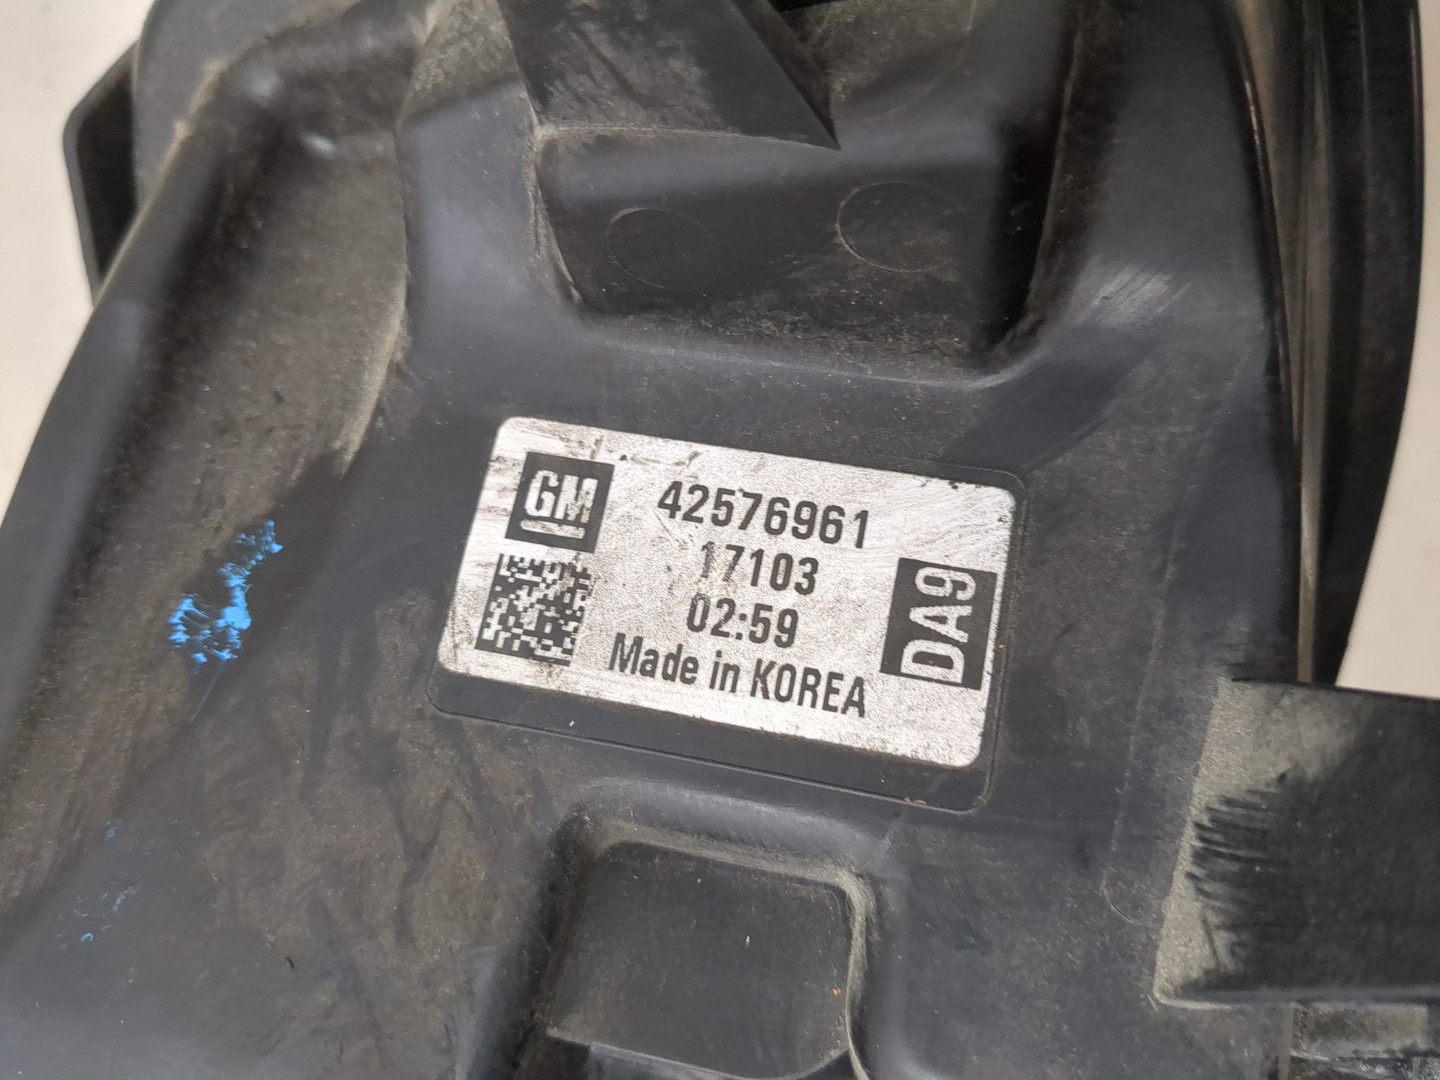 GM
42576961
17103
02:59
Made in KOREA
DA9